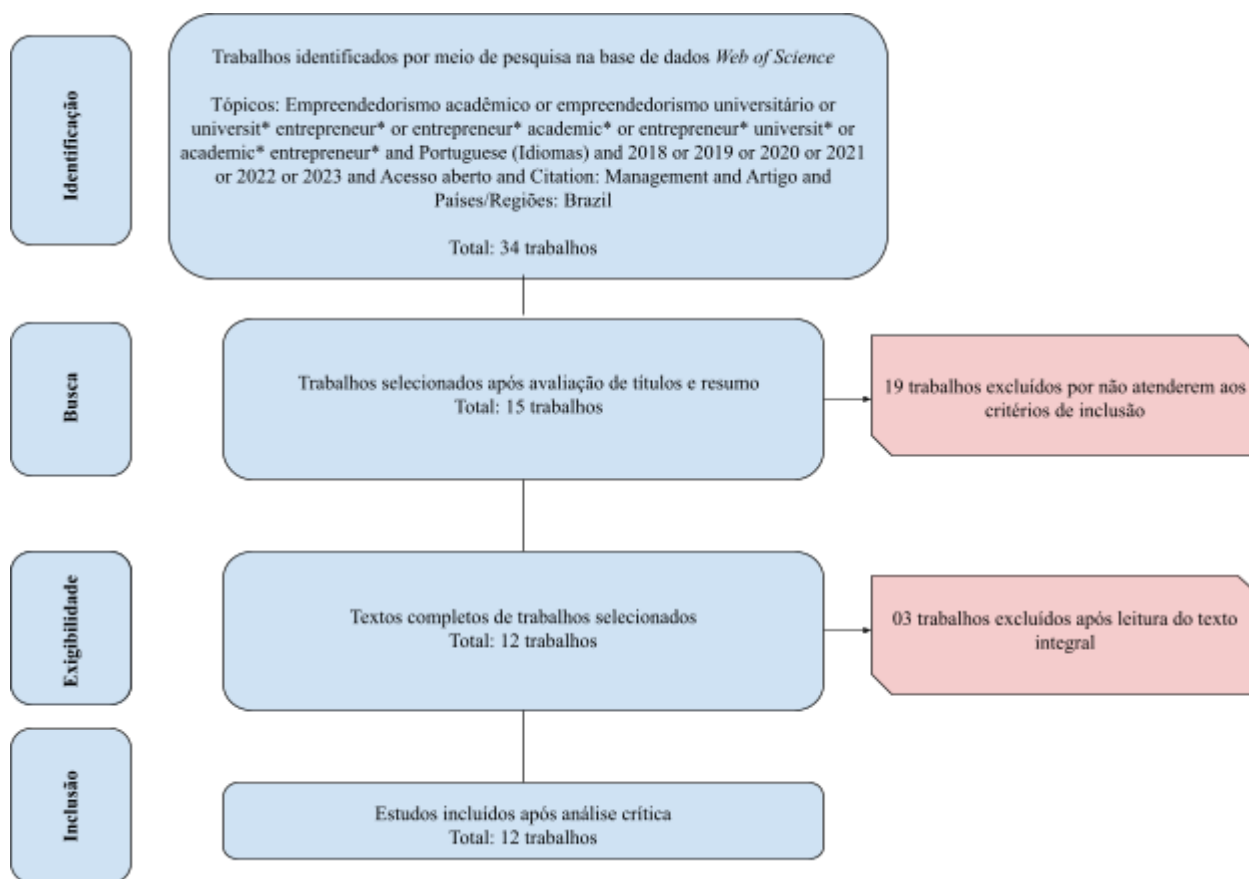 Identificação
Trabalhos identificados por meio de pesquisa na base de dados Web of Science
Tópicos: Empreendedorismo acadêmico or empreendedorismo universitário or
universit* entrepreneur* or entrepreneur* academic* or entrepreneur* universit* or
academic* entrepreneur* and Portuguese (Idiomas) and 2018 or 2019 or 2020 or 2021
or 2022 or 2023 and Acesso aberto and Citation: Management and Artigo and
Países/Regiões: Brazil
Total: 34 trabalhos
Busca
Trabalhos selecionados após avaliação de títulos e resumo
Total: 15 trabalhos
19 trabalhos excluídos por não atenderem aos
critérios de inclusão
Exigibilidade
Textos completos de trabalhos selecionados
Total: 12 trabalhos
03 trabalhos excluídos após leitura do texto
integral
Inclusão
Estudos incluídos após análise crítica
Total: 12 trabalhos